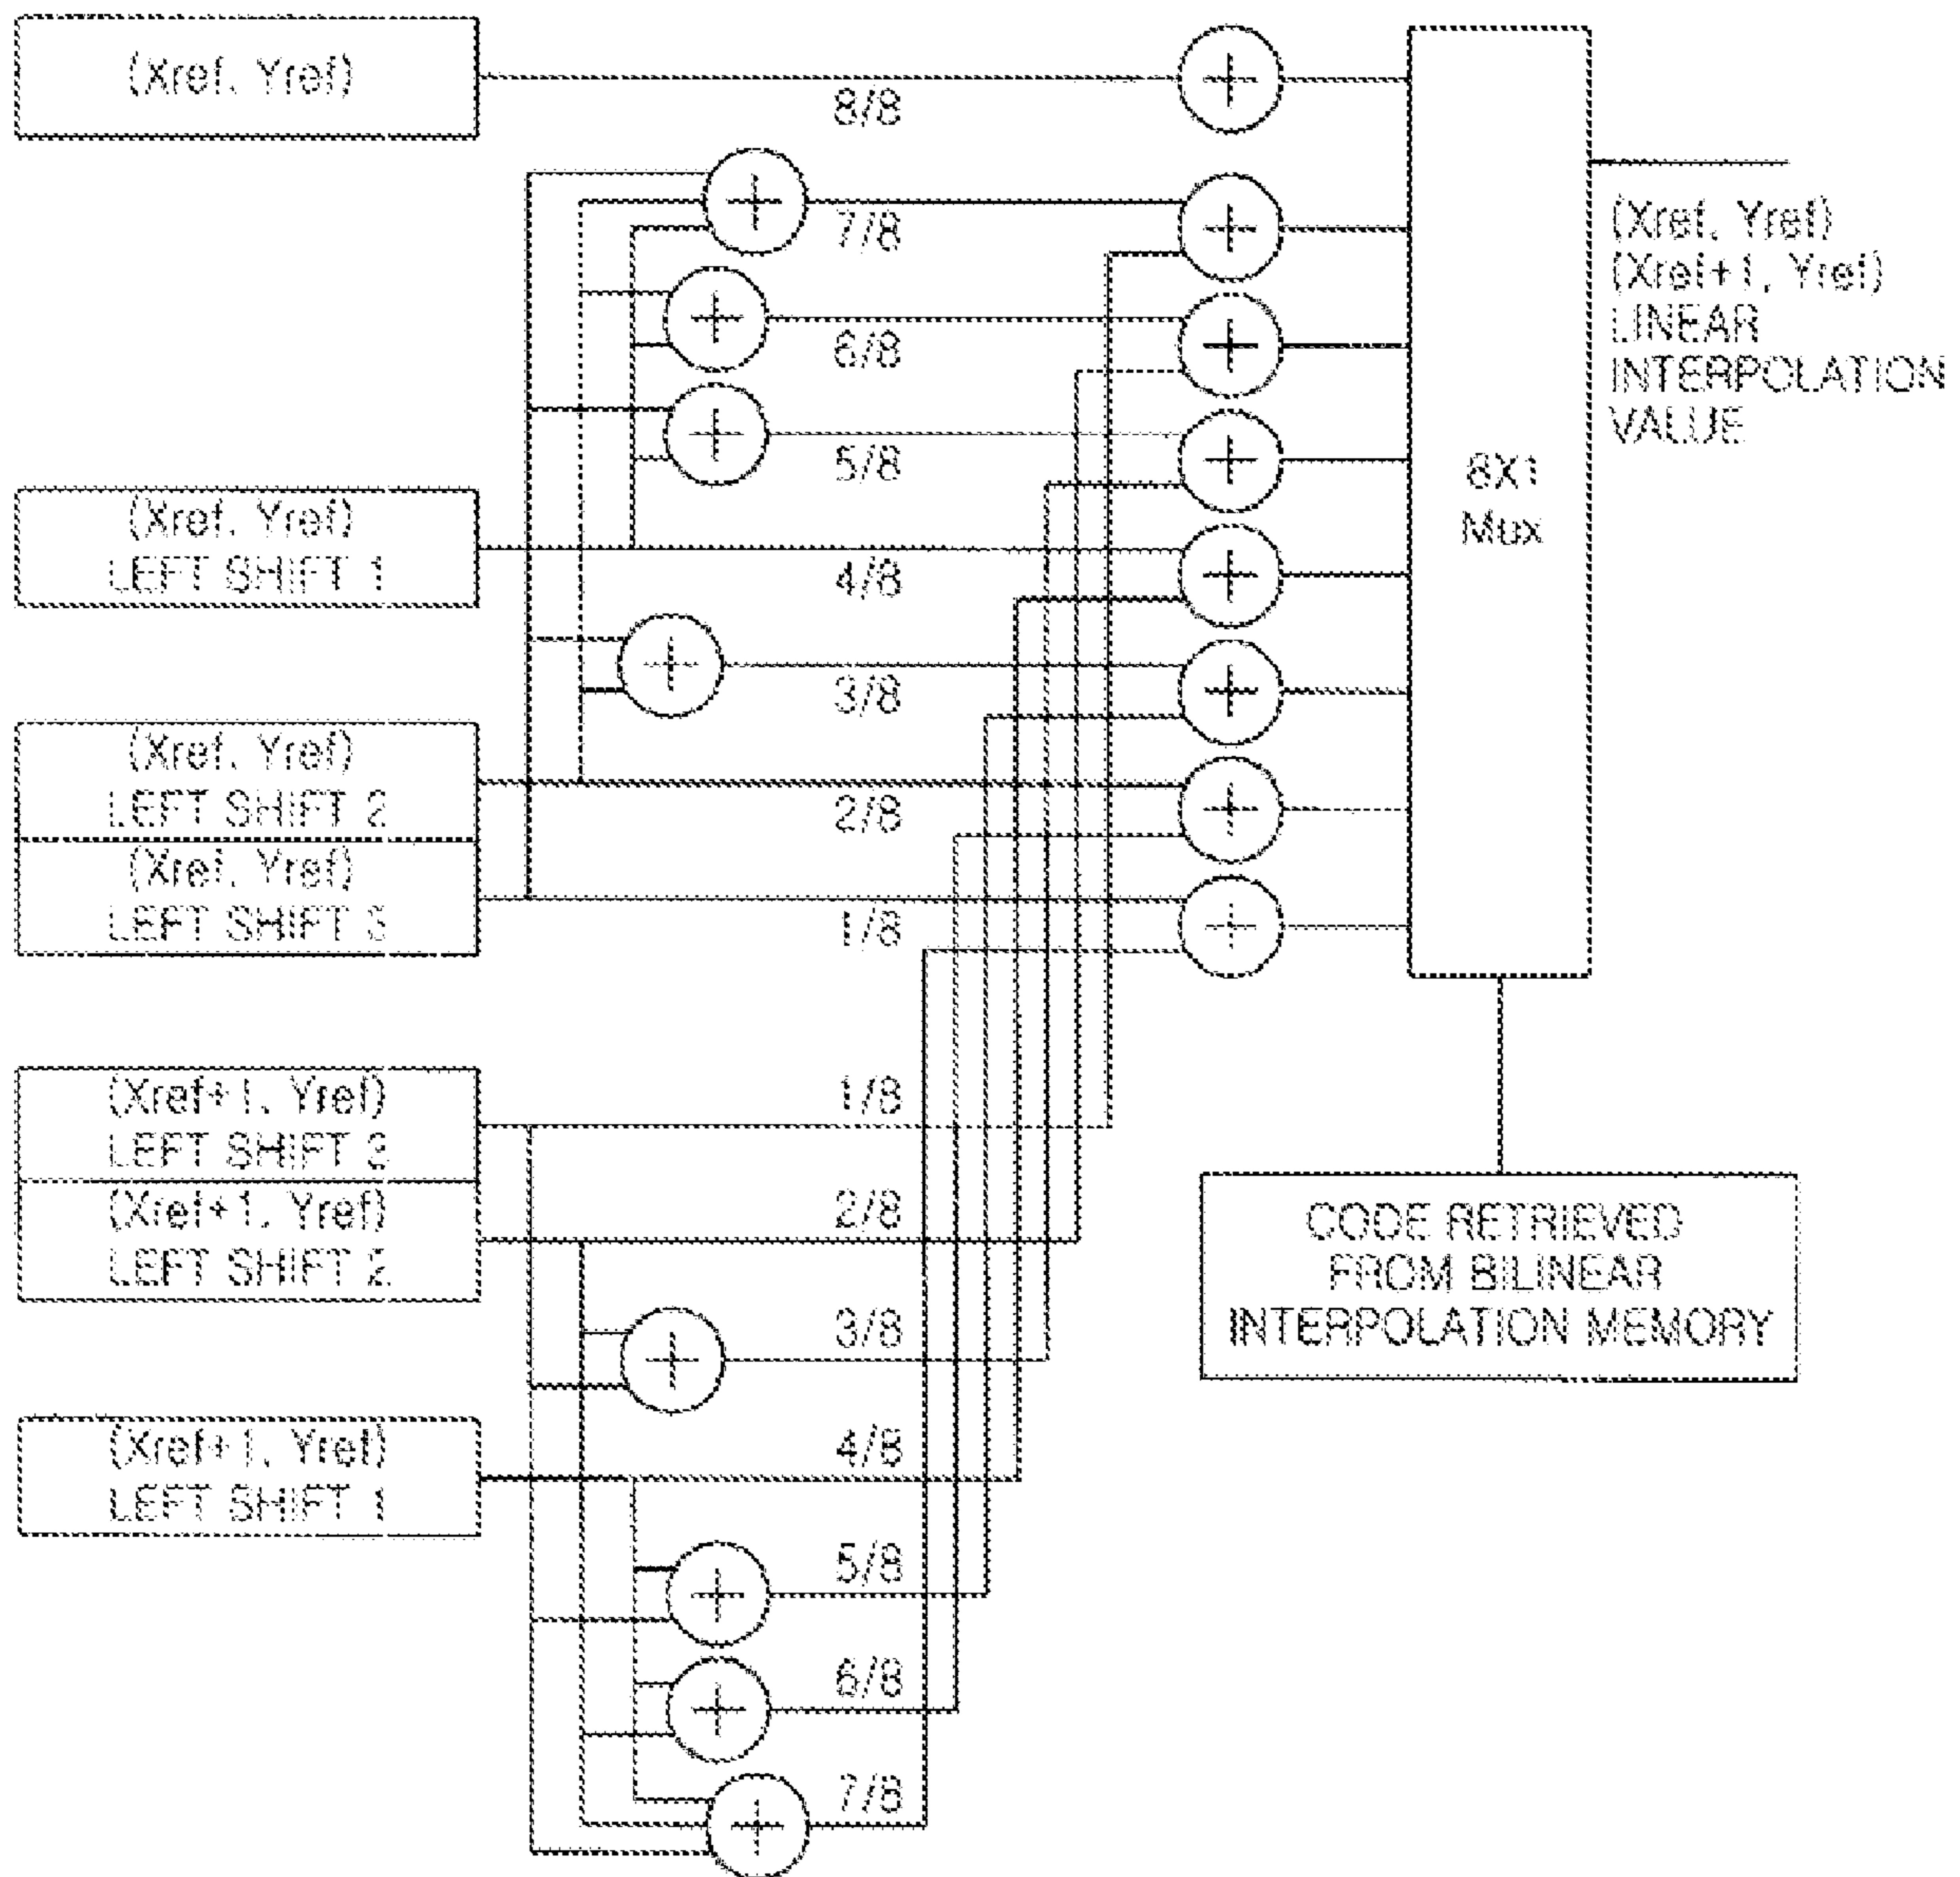 (Xref, Yref)
8/8
7/8
6/8
5/8
(Xref, Yref)
LEFT SHIFT 1
4/8
3/8
(Xref, Yref)
LEFT SHIFT 2
2/8
(Xref, Yref)
LEFT SHIFT 3
1/8
8X1
Mux
(Xref, Yref)
(Xref+1, Yref)
LINEAR
INTERPOLATION
VALUE
(Xref+1, Yref)
LEFT SHIFT 3
1/8
(Xref+1, Yref)
LEFT SHIFT 2
2/8
3/8
(Xref+1, Yref)
LEFT SHIFT 1
4/8
5/8
6/8
7/8
CODE RETRIEVED
FROM BILINEAR
INTERPOLATION MEMORY